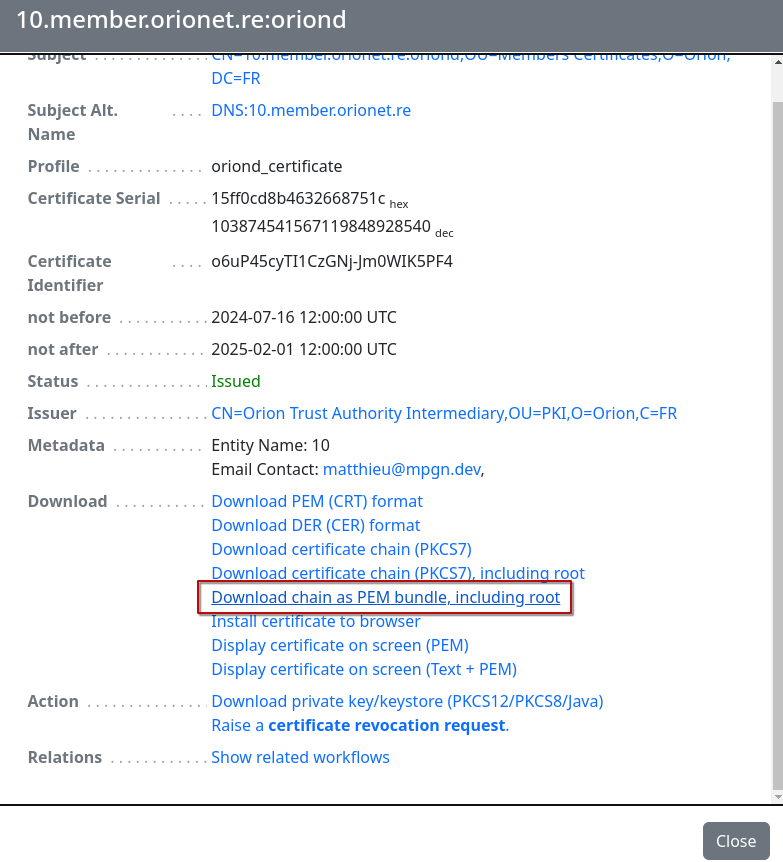 10.member.orionet.re:oriond
Subject . . . . . . . . . . . . . . CN=10.member.orionet.re:oriond,OU=Members Certificates,O=Orion,
DC=FR
Subject Alt. . . . . DNS:10.member.orionet.re
Name
Profile . . . . . . . . . . . . . . oriond_certificate
Certificate Serial . . . . . 15ff0cd8b4632668751c hex
103874541567119848928540 dec
Certificate . . . . o6uP45cyTI1CzGNj-Jm0WIK5PF4
Identifier
not before . . . . . . . . . . . 2024-07-16 12:00:00 UTC
not after . . . . . . . . . . . . 2025-02-01 12:00:00 UTC
Status . . . . . . . . . . . . . . . Issued
Issuer . . . . . . . . . . . . . . . CN=Orion Trust Authority Intermediary,OU=PKI,O=Orion,C=FR
Metadata . . . . . . . . . . . Entity Name: 10
Email Contact: matthieu@mpgn.dev,
Download . . . . . . . . . . . Download PEM (CRT) format
Download DER (CER) format
Download certificate chain (PKCS7)
Download certificate chain (PKCS7), including root
Download chain as PEM bundle, including root
Install certificate to browser
Display certificate on screen (PEM)
Display certificate on screen (Text + PEM)
Action . . . . . . . . . . . . . . Download private key/keystore (PKCS12/PKCS8/Java)
Raise a certificate revocation request.
Relations . . . . . . . . . . . . Show related workflows
Close